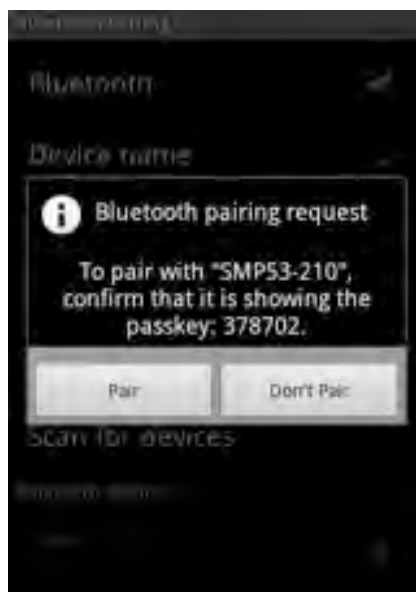 Bluetooth
Device name
Bluetooth pairing request
To pair with "SMP53-210",
confirm that it is showing the
passkey: 378702.
Pair
Don't Pair
Scan for devices